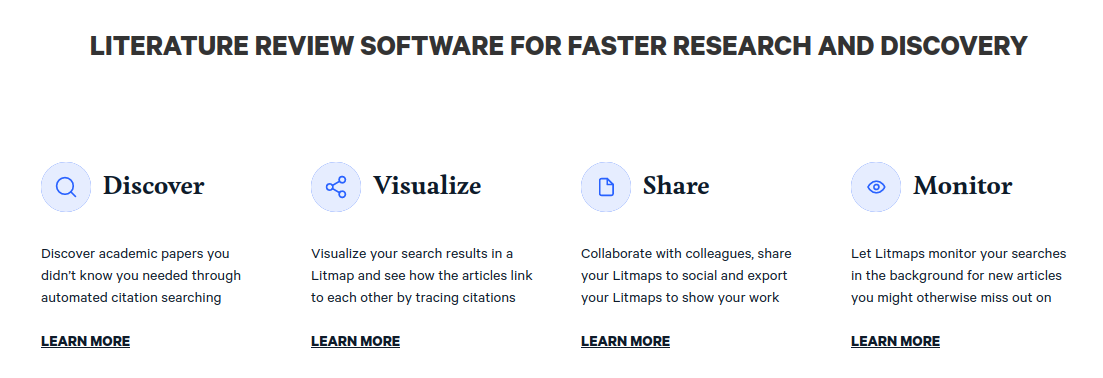 LITERATURE REVIEW SOFTWARE FOR FASTER RESEARCH AND DISCOVERY
Discover
Discover academic papers you
didn't know you needed through
automated citation searching
LEARN MORE
Visualize
Visualize your search results in a
Litmap and see how the articles link
to each other by tracing citations
LEARN MORE
Share
Collaborate with colleagues, share
your Litmaps to social and export
your Litmaps to show your work
LEARN MORE
Monitor
Let Litmaps monitor your searches
in the background for new articles
you might otherwise miss out on
LEARN MORE